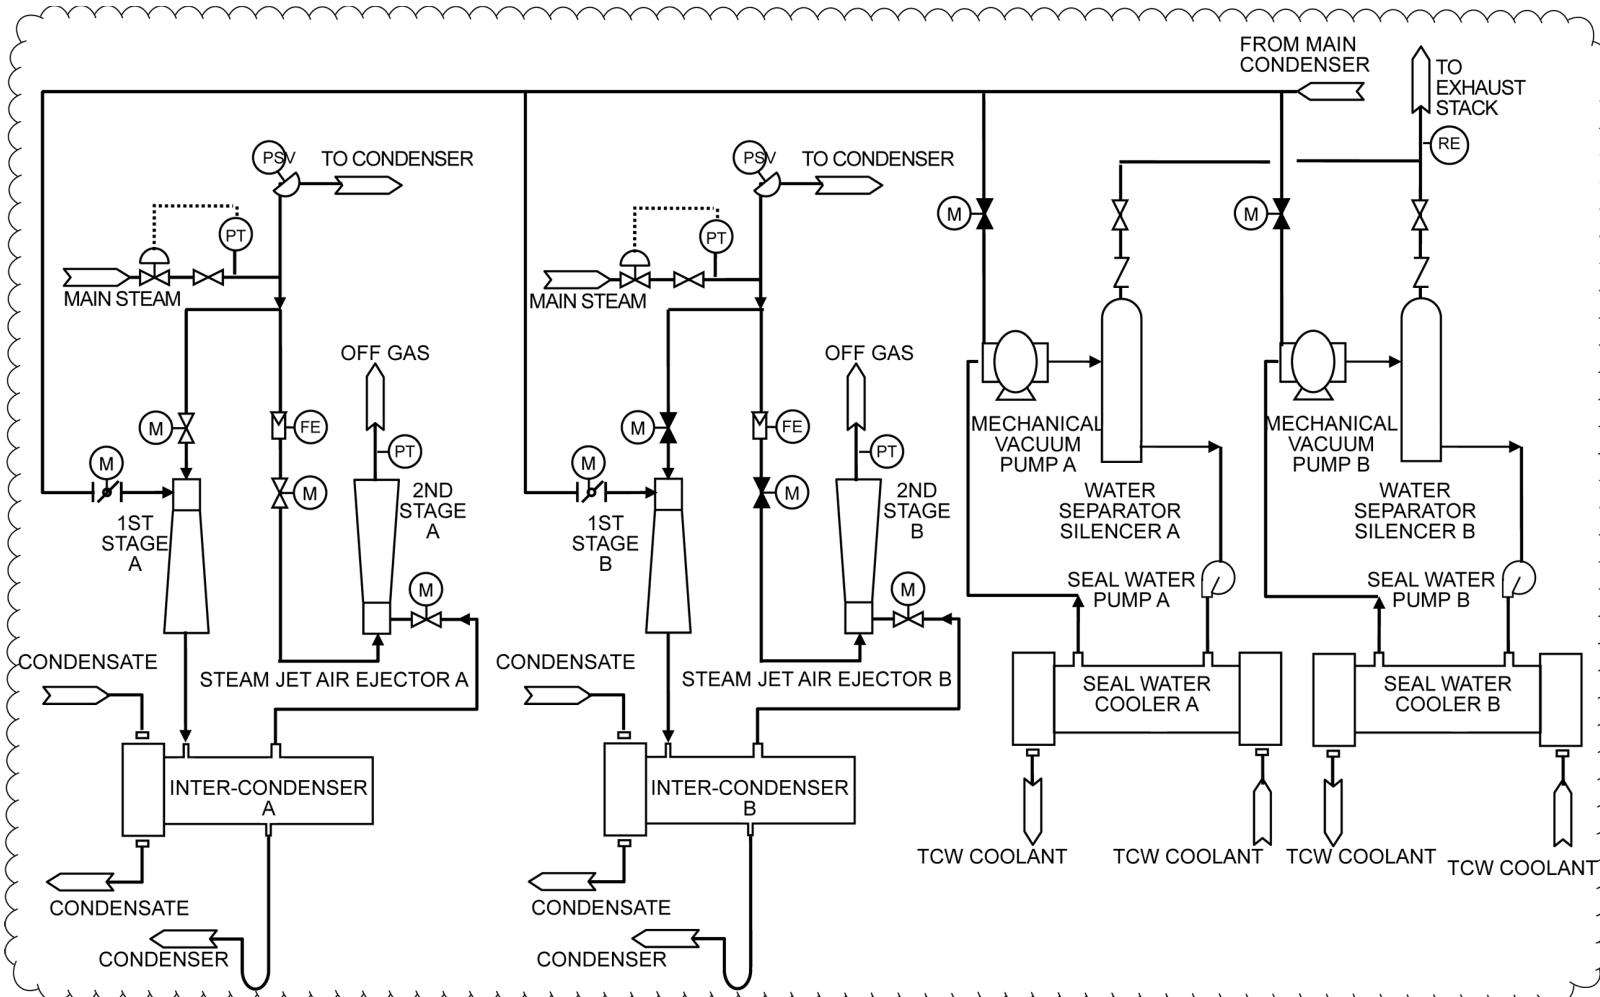 FROM MAIN
CONDENSER
TO
EXHAUST
STACK
RE
PSV
TO CONDENSER
PSV
TO CONDENSER
PT
PT
M
M
MAIN STEAM
MAIN STEAM
OFF GAS
OFF GAS
M
FE
M
FE
MECHANICAL
VACUUM
PUMP A
MECHANICAL
VACUUM
PUMP B
PT
PT
M
M
M
M
1ST
STAGE
A
2ND
STAGE
A
1ST
STAGE
B
2ND
STAGE
B
WATER
SEPARATOR
SILENCER A
WATER
SEPARATOR
SILENCER B
M
M
SEAL WATER
PUMP A
SEAL WATER
PUMP B
CONDENSATE
STEAM JET AIR EJECTOR A
CONDENSATE
STEAM JET AIR EJECTOR B
SEAL WATER
COOLER A
SEAL WATER
COOLER B
INTER-CONDENSER
A
INTER-CONDENSER
B
TCW COOLANT
TCW COOLANT
TCW COOLANT
TCW COOLANT
CONDENSATE
CONDENSATE
CONDENSER
CONDENSER